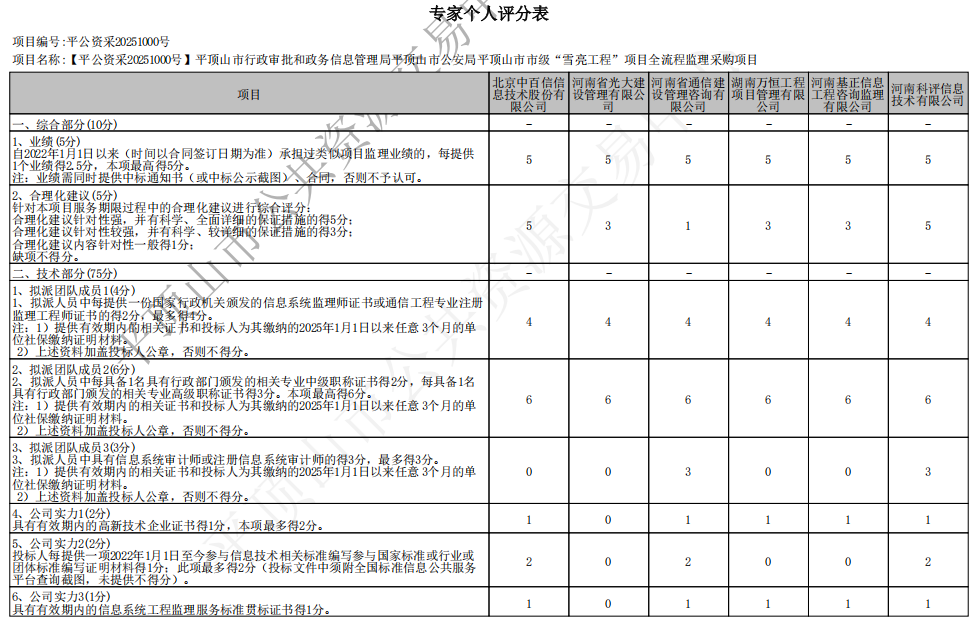 专家个人评分表
项目编号:平公资采20251000号
项目名称:【平公资采20251000号】平顶山市行政审批和政务信息管理局平顶山市公安局平顶山市市级“雪亮工程”项目全流程监理采购项目
项目 北京中百信信息技术股份有限公司 河南省光大建设管理有限公司 河南省通信建设管理咨询有限公司 湖南万恒工程项目管理有限公司 河南基正信息工程咨询监理有限公司 河南科评信息技术有限公司
一、综合部分(10分) - - - - - -
1、业绩(5分)
自2022年1月1日以来（时间以合同签订日期为准）承担过类似项目监理业绩的，每提供
1个业绩得2.5分，本项最高得5分。
注：业绩需同时提供中标通知书（或中标公示截图）、合同，否则不予认可。
5 5 5 5 5 5
2、合理化建议(5分)
针对本项目服务期限过程中的合理化建议进行综合评分；
合理化建议针对性强，并有科学、全面详细的保证措施的得5分；
合理化建议针对性较强，并有科学、较详细的保证措施的得3分；
合理化建议内容针对性一般得1分；
缺项不得分。
5 3 1 3 3 5
二、技术部分(75分) - - - - - -
1、拟派团队成员1(4分)
1、拟派人员中每提供一份国家行政机关颁发的信息系统监理师证书或通信工程专业注册
监理工程师证书的得2分，最多得4分。
注：1）提供有效期内的相关证书和投标人为其缴纳的2025年1月1日以来任意 3个月的单
位社保缴纳证明材料。
2）上述资料加盖投标人公章，否则不得分。
4 4 4 4 4 4
2、拟派团队成员2(6分)
2、拟派人员中每具备1名具有行政部门颁发的相关专业中级职称证书得2分，每具备1名
具有行政部门颁发的相关专业高级职称证书得3分。本项最高得6分。
注：1）提供有效期内的相关证书和投标人为其缴纳的2025年1月1日以来任意 3个月的单
位社保缴纳证明材料。
2）上述资料加盖投标人公章，否则不得分。
6 6 6 6 6 6
3、拟派团队成员3(3分)
3、拟派人员中具有信息系统审计师或注册信息系统审计师的得3分，最多得3分。
注：1）提供有效期内的相关证书和投标人为其缴纳的2025年1月1日以来任意 3个月的单
位社保缴纳证明材料。
2）上述资料加盖投标人公章，否则不得分。
0 0 3 0 0 3
4、公司实力1(2分)
具有有效期内的高新技术企业证书得1分，本项最多得2分。
1 0 1 1 1 1
5、公司实力2(2分)
投标人每提供一项2022年1月1日至今参与信息技术相关标准编写参与国家标准或行业或
团体标准编写证明材料得1分；此项最多得2分（投标文件中须附全国标准信息公共服务
平台查询截图，未提供不得分）。
2 0 2 0 0 2
6、公司实力3(1分)
具有有效期内的信息系统工程监理服务标准贯标证书得1分。
1 0 1 1 1 1
平顶山市公共资源交易中
平顶山市公共资源交易中